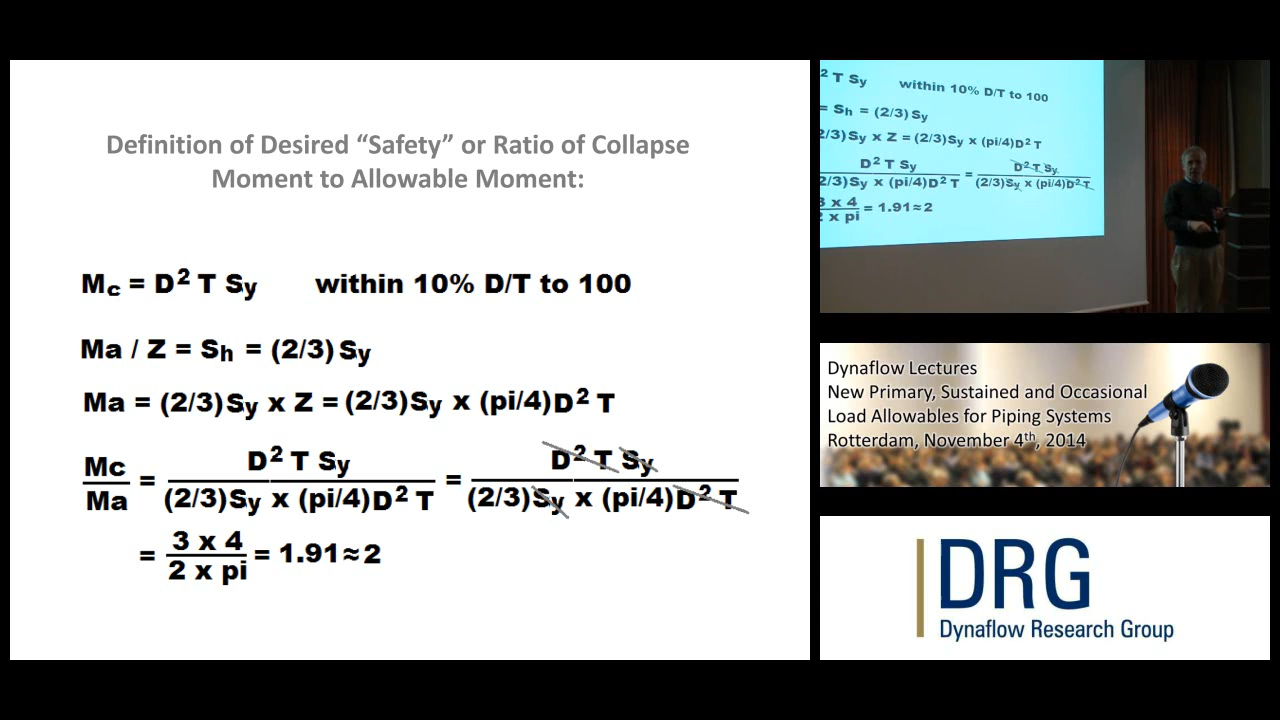 Definition of Desired “Safety” or Ratio of Collapse
Moment to Allowable Moment:
Mc = D² T Sy within 10% D/T to 100
Ma / Z = Sh = (2/3) Sy
Ma = (2/3)Sy x Z = (2/3)Sy x (pi/4)D² T
Mc/Ma = D² T Sy/(2/3)Sy x (pi/4)D² T = D² T Sy/(2/3)Sy x (pi/4)D² T
= 3 x 4/2 x pi = 1.91≈2
² T Sy within 10% D/T to 100
= Sh = (2/3) Sy
2/3)Sy x Z = (2/3)Sy x (pi/4)D² T
D² T Sy/(2/3)Sy x (pi/4)D² T = D² T Sy/(2/3)Sy x (pi/4)D² T
3 x 4/2 x pi = 1.91≈2
Dynaflow Lectures
New Primary, Sustained and Occasional
Load Allowables for Piping Systems
Rotterdam, November 4th, 2014
DRG
Dynaflow Research Group